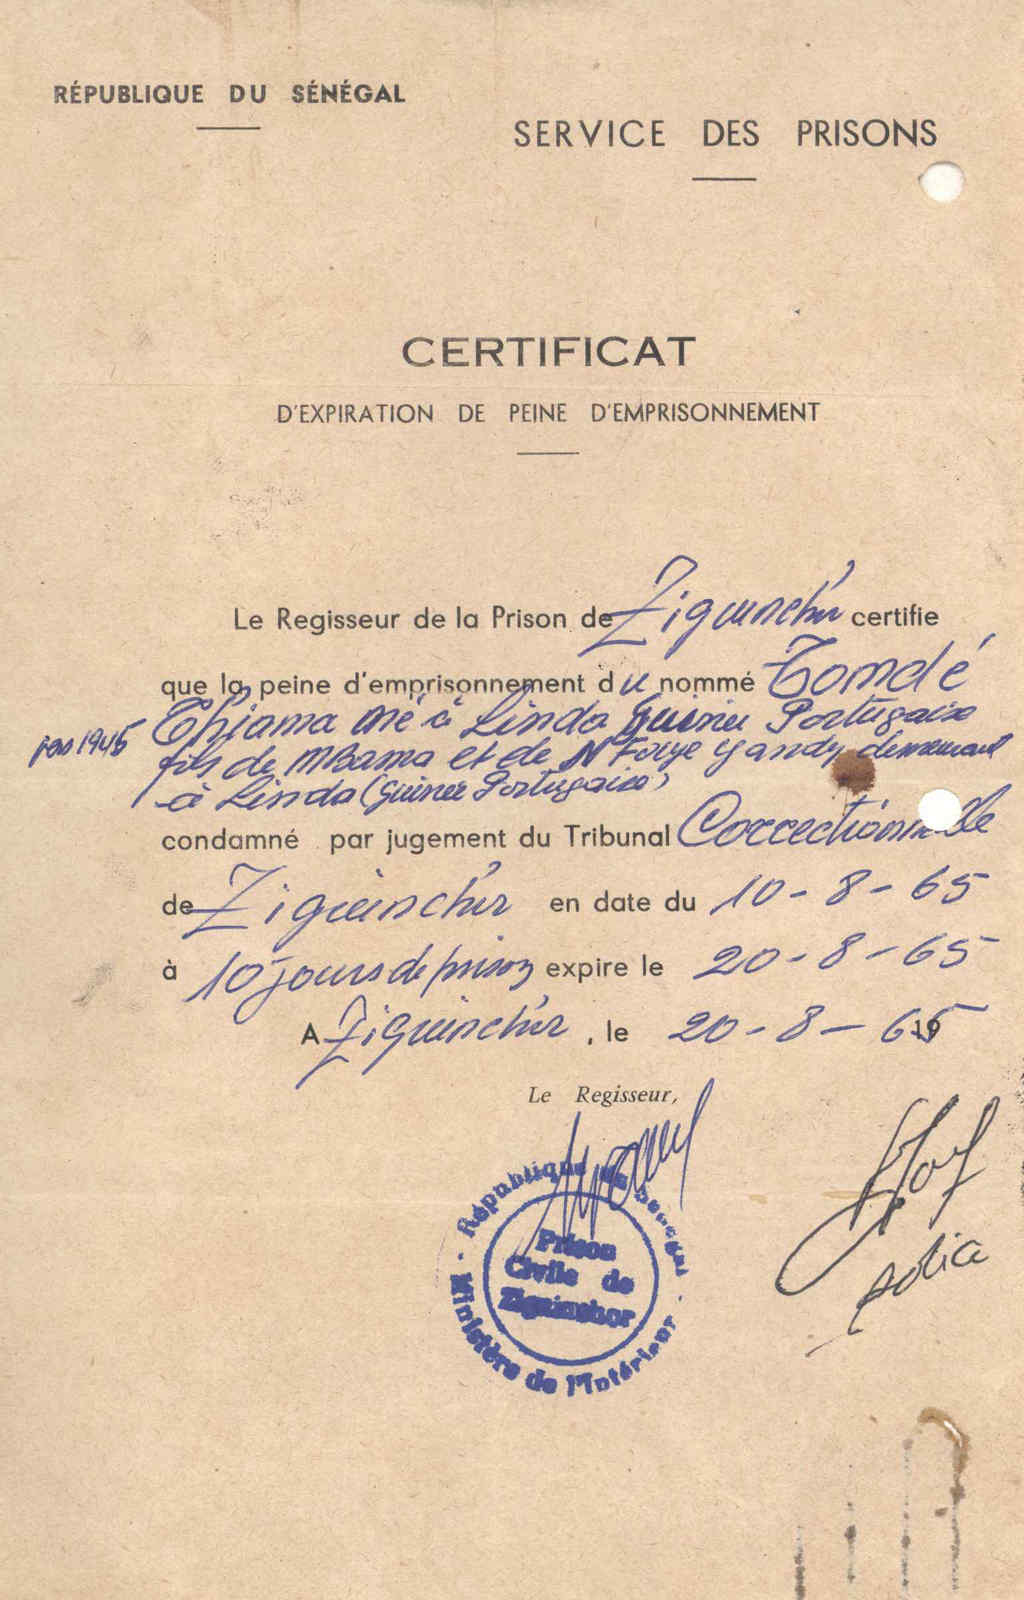 RÉPUBLIQUE DU SÉNÉGAL
SERVICE DES PRISONS
CERTIFICAT
D'EXPIRATION DE PEINE D'EMPRISONNEMENT
Le Regisseur de la Prison de Ziguinchor certifie
que la peine d'emprisonnement du nommé Tomdé
Thiama né à Linda Guinée Portugaise
1945
fils de MBama et de N'Foye Yandy demeurant
à Linda (Guinée Portugaise)
condamné par jugement du Tribunal Correctionnelle
de Ziguinchor en date du 10-8-65
à 10 jours de prison expire le 20-8-65
A Ziguinchor, le 20-8-65 19
Le Regisseur,
République du Senegal
Prison
Civile de
Ziguinchor
Ministère de l'Intérieur
police